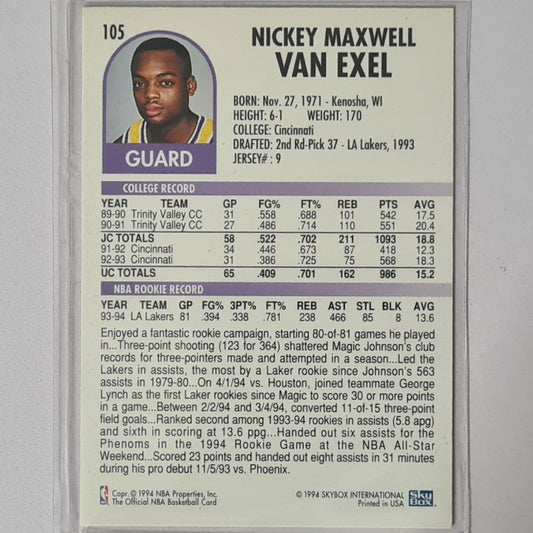 105
NICKEY MAXWELL
VAN EXEL
BORN: Nov. 27, 1971 - Kenosha, WI
HEIGHT: 6-1 WEIGHT: 170
COLLEGE: Cincinnati
DRAFTED: 2nd Rd-Pick 37 - LA Lakers, 1993
JERSEY# : 9
GUARD
COLLEGE RECORD
YEAR TEAM GP FG% FT% REB PTS AVG
89-90 Trinity Valley CC 31 .558 .688 101 542 17.5
90-91 Trinity Valley CC 27 .486 .714 110 551 20.4
JC TOTALS 58 .522 .702 211 1093 18.8
91-92 Cincinnati 34 .446 .673 87 418 12.3
92-93 Cincinnati 31 .386 .725 75 568 18.3
UC TOTALS 65 .409 .701 162 986 15.2
NBA ROOKIE RECORD
YEAR TEAM GP FG% 3PT% FT% REB AST STL BLK AVG
93-94 LA Lakers 81 .394 .338 .781 238 466 85 8 13.6
Enjoyed a fantastic rookie campaign, starting 80-of-81 games he played
in...Three-point shooting (123 for 364) shattered Magic Johnson's club
records for three-pointers made and attempted in a season...Led the
Lakers in assists, the most by a Laker rookie since Johnson's 563
assists in 1979-80...On 4/1/94 vs. Houston, joined teammate George
Lynch as the first Laker rookies since Magic to score 30 or more points
in a game...Between 2/2/94 and 3/4/94, converted 11-of-15 three-point
field goals...Ranked second among 1993-94 rookies in assists (5.8 apg)
and sixth in scoring at 13.6 ppg...Handed out six assists for the
Phenoms in the 1994 Rookie Game at the NBA All-Star
Weekend...Scored 23 points and handed out eight assists in 31 minutes
during his pro debut 11/5/93 vs. Phoenix.
Copr. © 1994 NBA Properties, Inc.
The Official NBA Basketball Card
© 1994 SKYBOX INTERNATIONAL
Printed in USA
SkyBox